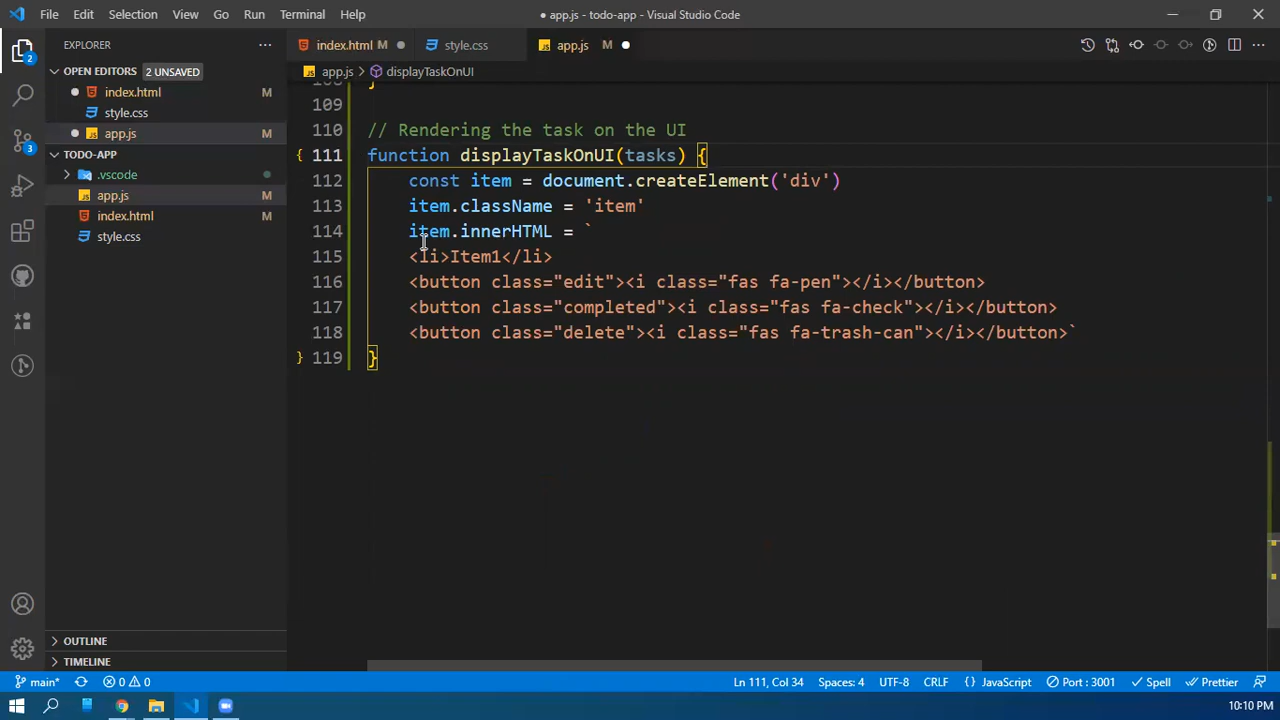 File Edit Selection View Go Run Terminal Help
● app.js - todo-app - Visual Studio Code
EXPLORER
index.html M
style.css
app.js M
OPEN EDITORS 2 UNSAVED
app.js > displayTaskOnUI
index.html M
style.css
app.js M
TODO-APP
.vscode
app.js M
index.html M
style.css
109
110 // Rendering the task on the UI
111 function displayTaskOnUI(tasks) {
112 const item = document.createElement('div')
113 item.className = 'item'
114 item.innerHTML = `
115 <li>Item1</li>
116 <button class="edit"><i class="fas fa-pen"></i></button>
117 <button class="completed"><i class="fas fa-check"></i></button>
118 <button class="delete"><i class="fas fa-trash-can"></i></button>`
119 }
OUTLINE
TIMELINE
main* 0 0 Ln 111, Col 34 Spaces: 4 UTF-8 CRLF {} JavaScript Port : 3001 Spell Prettier
10:10 PM